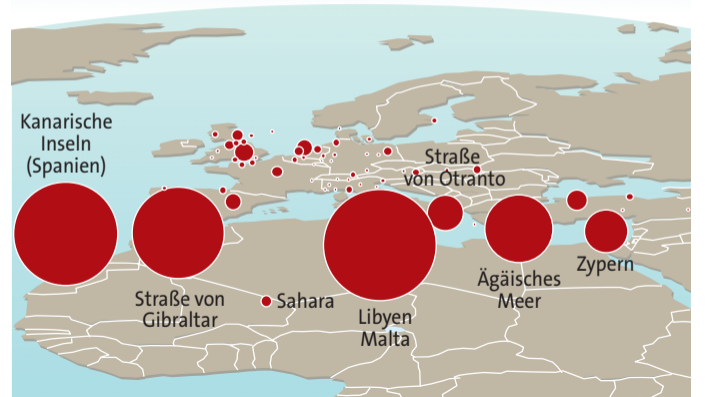 Kanarische
Inseln
(Spanien)
Straße
von Otranto
Zypern
Ägäisches
Meer
Straße von
Gibraltar
Sahara
Libyen
Malta